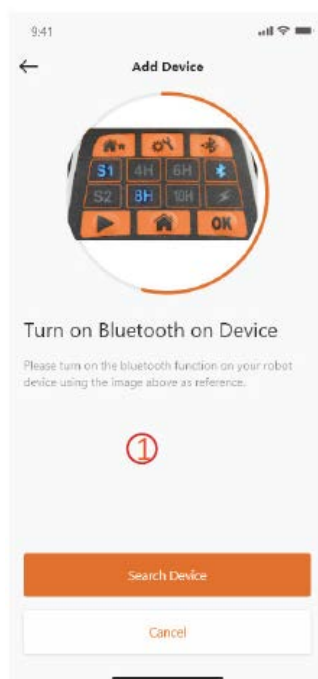 9:41
Add Device
S1 4H 6H
S2 8H 10H
OK
Turn on Bluetooth on Device
Please turn on the bluetooth function on your robot
device using the image above as reference.
①
Search Device
Cancel